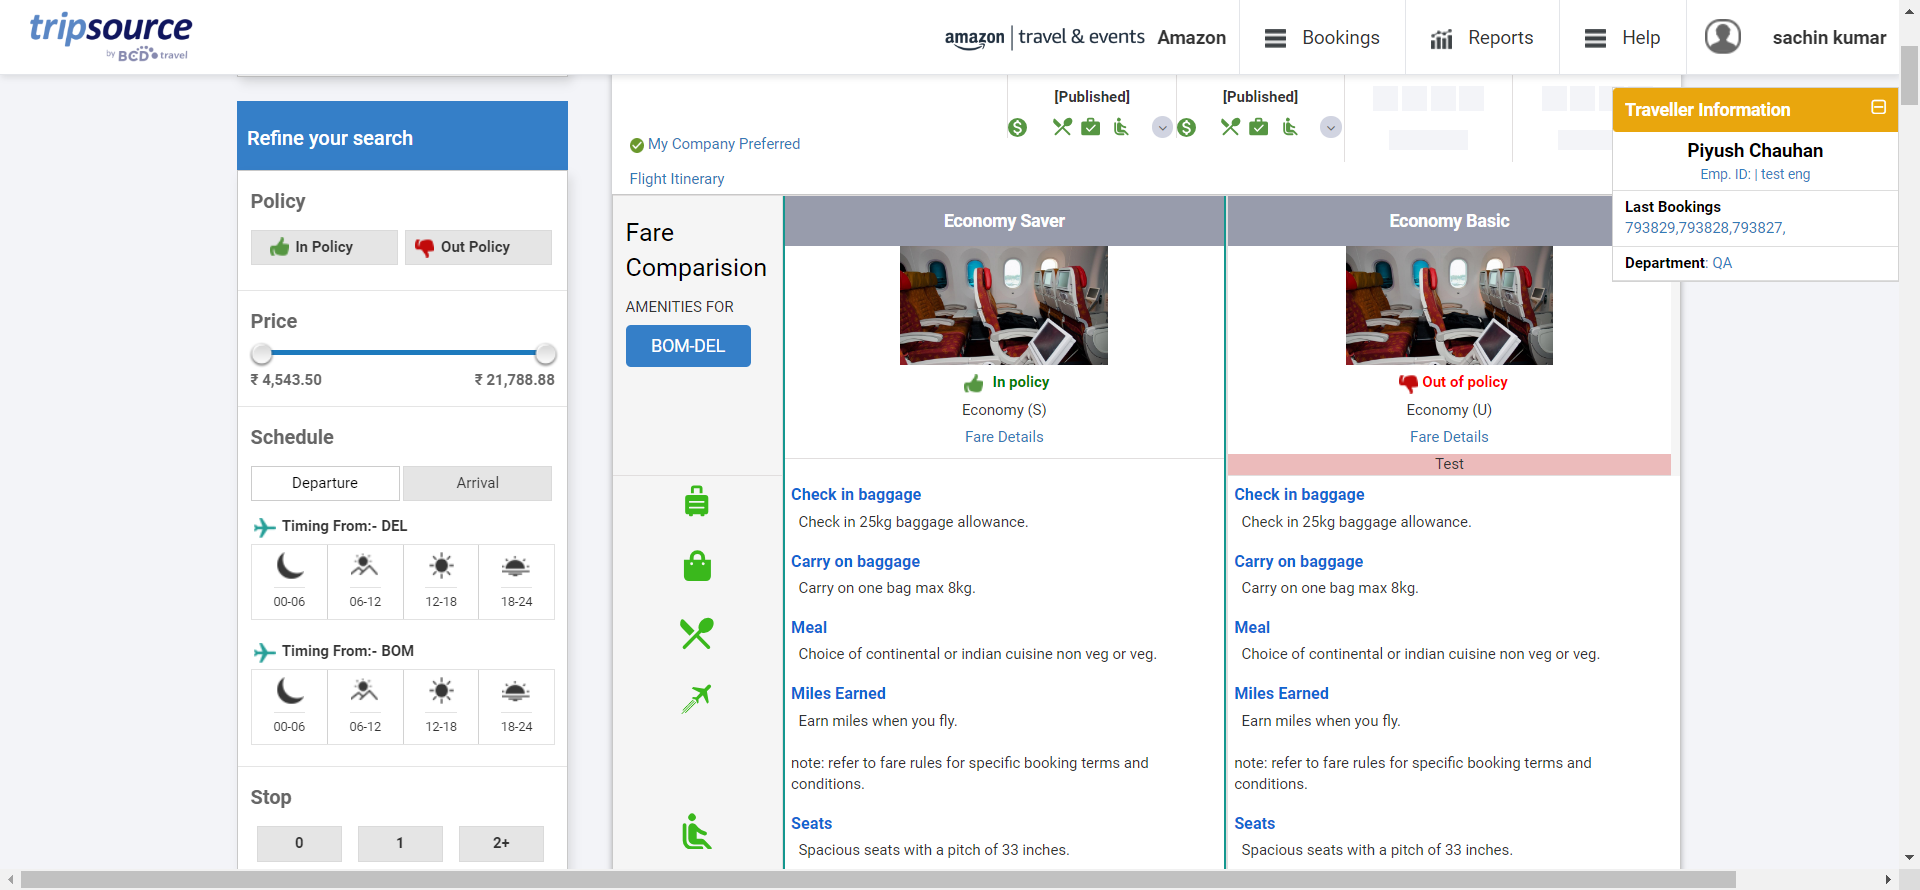 tripsource
by BCD travel
amazon | travel & events Amazon
Bookings
Reports
Help
sachin kumar
Refine your search
Policy
In Policy
Out Policy
Price
₹ 4,543.50
₹ 21,788.88
Schedule
Departure
Arrival
Timing From:- DEL
00-06
06-12
12-18
18-24
Timing From:- BOM
00-06
06-12
12-18
18-24
Stop
0
1
2+
[Published]
[Published]
My Company Preferred
Flight Itinerary
Fare
Comparision
AMENITIES FOR
BOM-DEL
Economy Saver
In policy
Economy (S)
Fare Details
Check in baggage
Check in 25kg baggage allowance.
Carry on baggage
Carry on one bag max 8kg.
Meal
Choice of continental or indian cuisine non veg or veg.
Miles Earned
Earn miles when you fly.
note: refer to fare rules for specific booking terms and
conditions.
Seats
Spacious seats with a pitch of 33 inches.
Economy Basic
Out of policy
Economy (U)
Fare Details
Test
Check in baggage
Check in 25kg baggage allowance.
Carry on baggage
Carry on one bag max 8kg.
Meal
Choice of continental or indian cuisine non veg or veg.
Miles Earned
Earn miles when you fly.
note: refer to fare rules for specific booking terms and
conditions.
Seats
Spacious seats with a pitch of 33 inches.
Traveller Information
Piyush Chauhan
Emp. ID: | test eng
Last Bookings
793829,793828,793827,
Department: QA